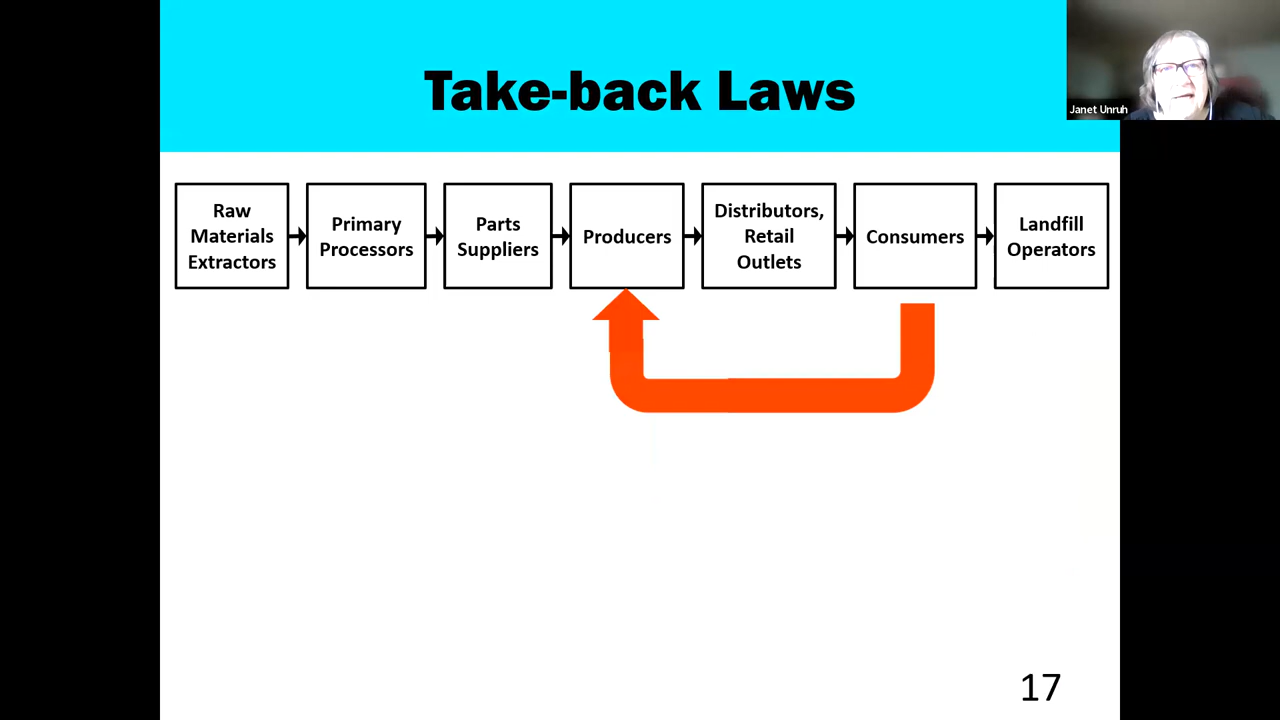 Take-back Laws
Janet Unruh
Raw
Materials
Extractors
Primary
Processors
Parts
Suppliers
Producers
Distributors,
Retail
Outlets
Consumers
Landfill
Operators
17